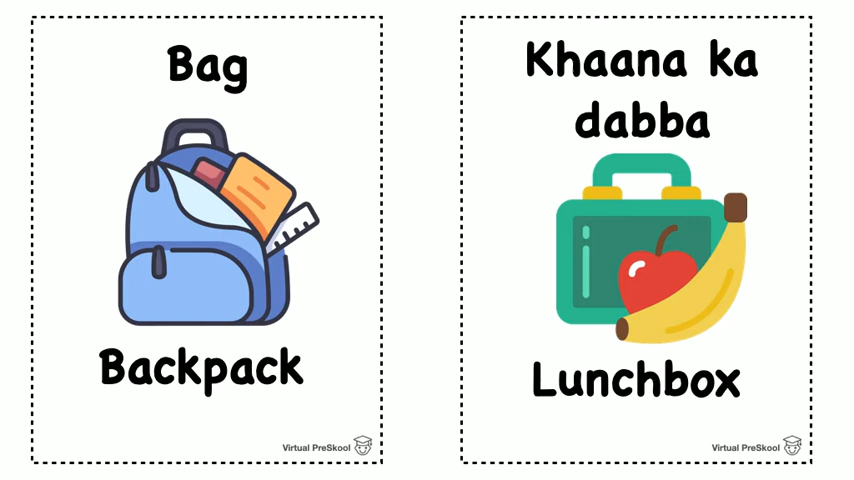 Bag
Backpack
Virtual PreSkool
Khaana ka
dabba
Lunchbox
Virtual PreSkool